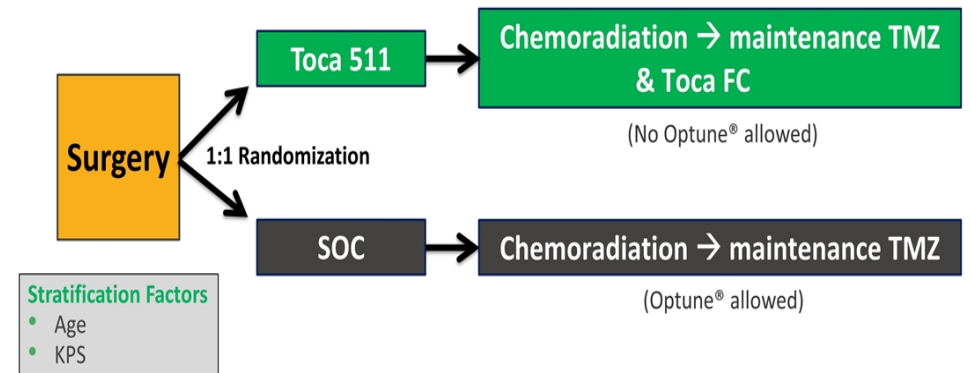 Surgery
1:1 Randomization
Toca 511
Chemoradiation → maintenance TMZ
& Toca FC
(No Optune® allowed)
SOC
Chemoradiation → maintenance TMZ
(Optune® allowed)
Stratification Factors
• Age
• KPS